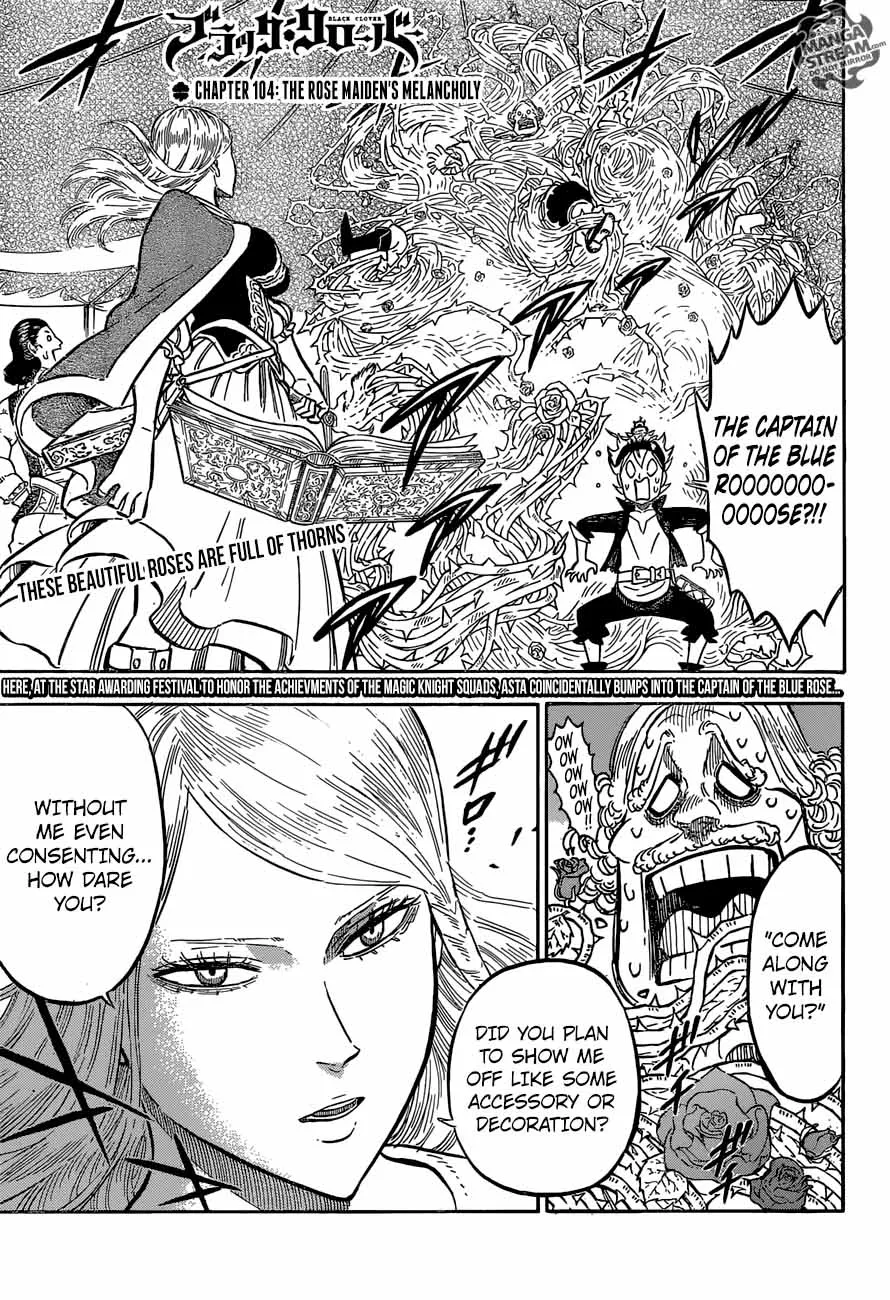 BLACK CLOVER
ブラッククローバー
CHAPTER 104: THE ROSE MAIDEN'S MELANCHOLY
MANGA
STREAM.com
DO NOT MIRROR
THE CAPTAIN
OF THE BLUE
ROOOOOOO-
OOOOSE?!!
THESE BEAUTIFUL ROSES ARE FULL OF THORNS
HERE, AT THE STAR AWARDING FESTIVAL TO HONOR THE ACHIEVMENTS OF THE MAGIC KNIGHT SQUADS, ASTA COINCIDENTALLY BUMPS INTO THE CAPTAIN OF THE BLUE ROSE...
OW
OW
OW
OW
OW!!
"COME
ALONG
WITH
YOU?"
DID YOU PLAN
TO SHOW ME
OFF LIKE SOME
ACCESSORY OR
DECORATION?
WITHOUT
ME EVEN
CONSENTING...
HOW DARE
YOU?